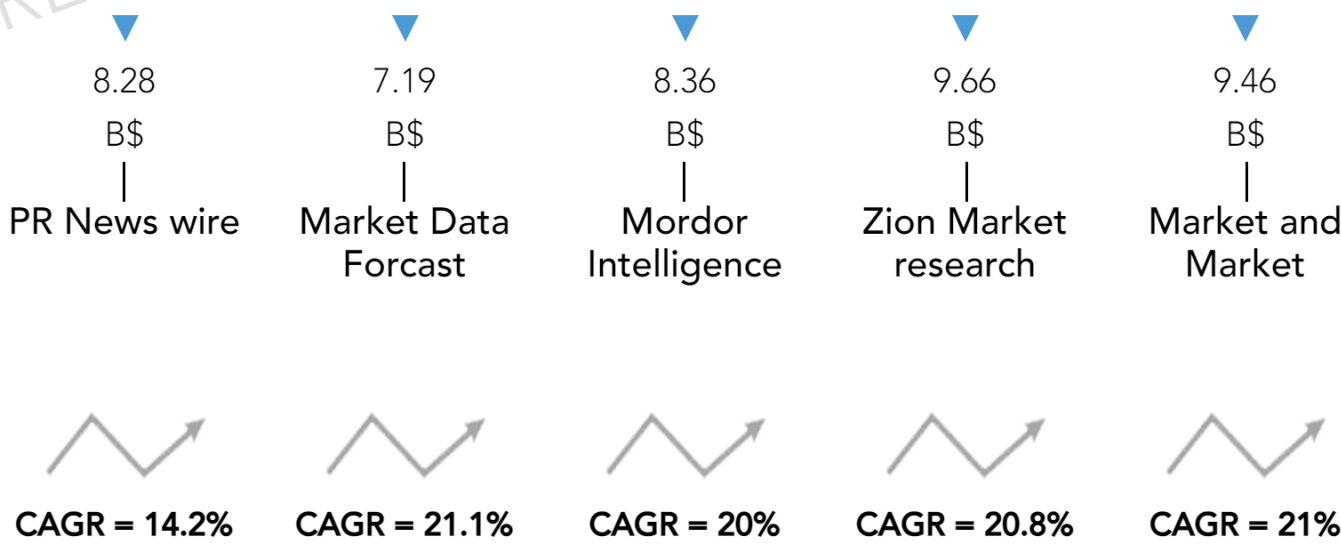 8.28 7.19 8.36 9.66 9.46
B$ B$ B$ B$ B$
PR News wire Market Data Mordor Zion Market Market and
Forcast Intelligence research Market
CAGR = 14.2% CAGR = 21.1% CAGR = 20% CAGR = 20.8% CAGR = 21%